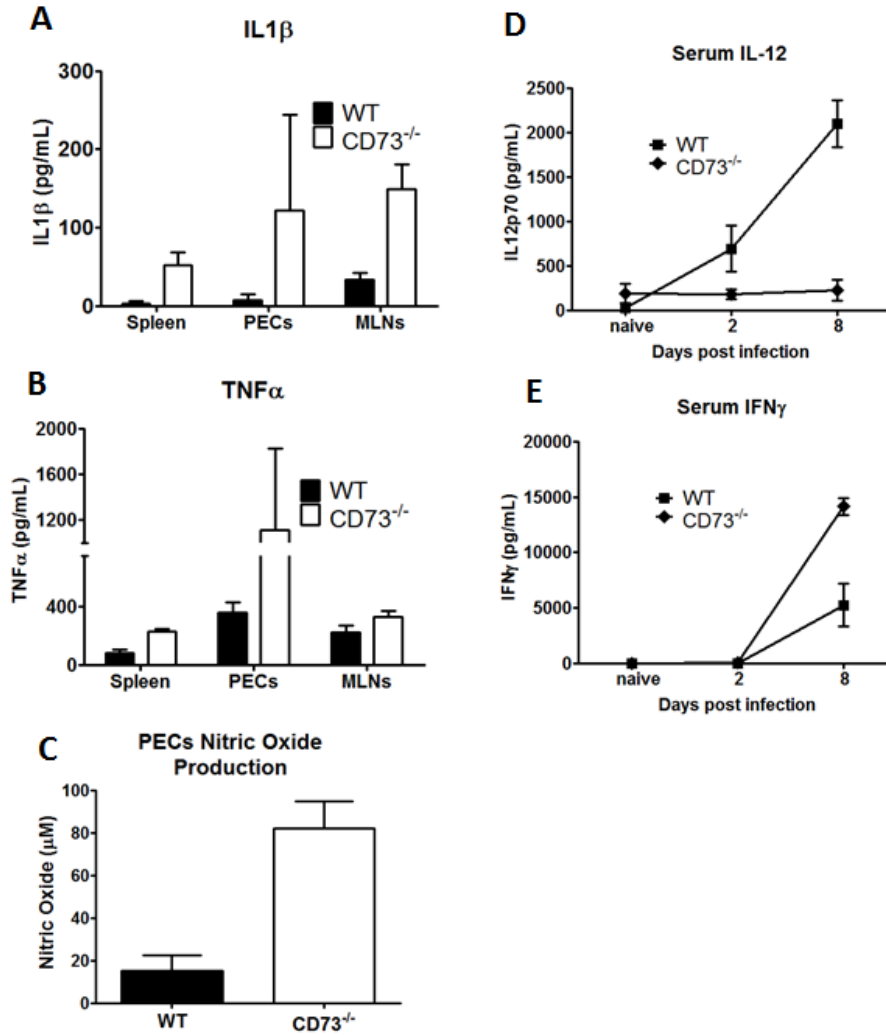 A
IL1β
300
200
100
0
IL1β (pg/mL)
WT
CD73-/-
Spleen PECs MLNs
B
TNFα
2000
1600
1200
400
0
TNFα (pg/mL)
WT
CD73-/-
Spleen PECs MLNs
C
PECs Nitric Oxide
Production
100
80
60
40
20
0
Nitric Oxide (μM)
WT CD73-/-
D
Serum IL-12
2500
2000
1500
1000
500
0
IL12p70 (pg/mL)
WT
CD73-/-
naive 2 8
Days post infection
E
Serum IFNγ
20000
15000
10000
5000
0
IFNγ (pg/mL)
WT
CD73-/-
naive 2 8
Days post infection